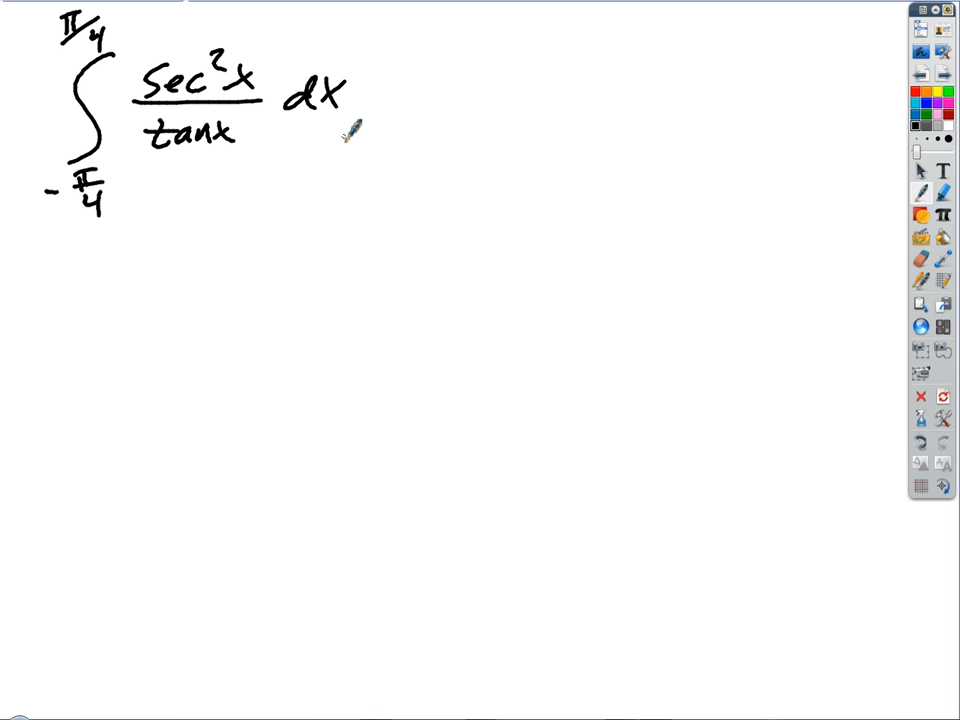 ∫_{-π/4}^{π/4} sec²x / tanx dx